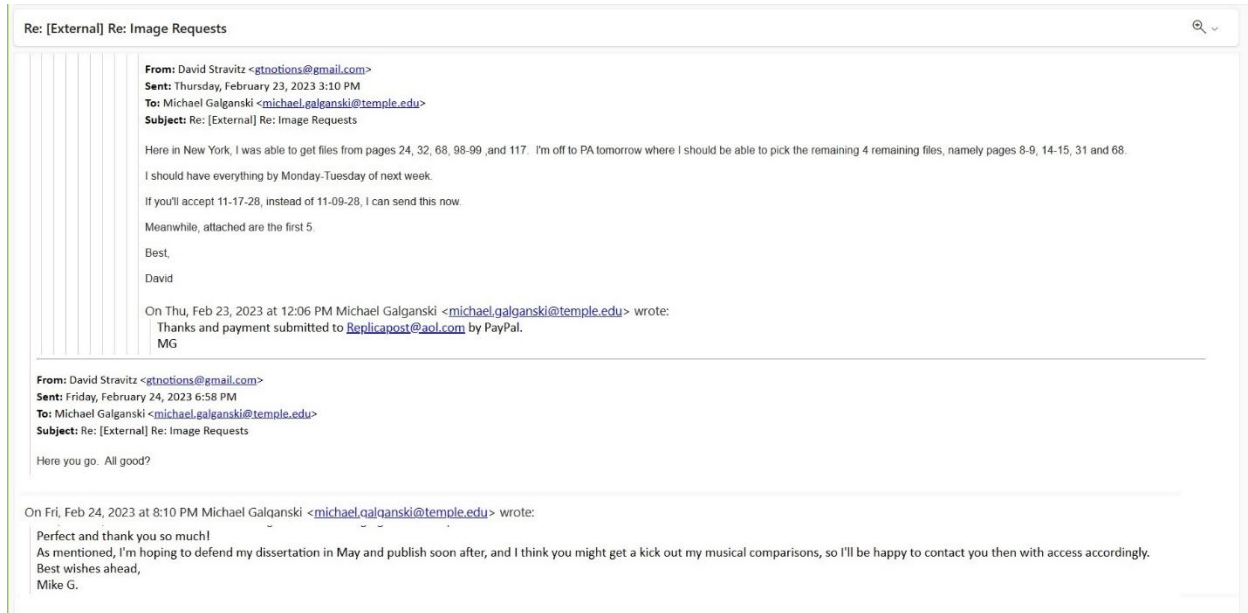 Re: [External] Re: Image Requests
From: David Stravitz <gtnotions@gmail.com>
Sent: Thursday, February 23, 2023 3:10 PM
To: Michael Galganski <michael.galganski@temple.edu>
Subject: Re: [External] Re: Image Requests
Here in New York, I was able to get files from pages 24, 32, 68, 98-99 ,and 117.  I'm off to PA tomorrow where I should be able to pick the remaining 4 remaining files, namely pages 8-9, 14-15, 31 and 68.
I should have everything by Monday-Tuesday of next week.
If you'll accept 11-17-28, instead of 11-09-28, I can send this now.
Meanwhile, attached are the first 5.
Best,
David
On Thu, Feb 23, 2023 at 12:06 PM Michael Galganski <michael.galganski@temple.edu> wrote:
Thanks and payment submitted to Replicapost@aol.com by PayPal.
MG
From: David Stravitz <gtnotions@gmail.com>
Sent: Friday, February 24, 2023 6:58 PM
To: Michael Galganski <michael.galganski@temple.edu>
Subject: Re: [External] Re: Image Requests
Here you go.  All good?
On Fri, Feb 24, 2023 at 8:10 PM Michael Galganski <michael.galganski@temple.edu> wrote:
Perfect and thank you so much!
As mentioned, I'm hoping to defend my dissertation in May and publish soon after, and I think you might get a kick out my musical comparisons, so I'll be happy to contact you then with access accordingly.
Best wishes ahead,
Mike G.